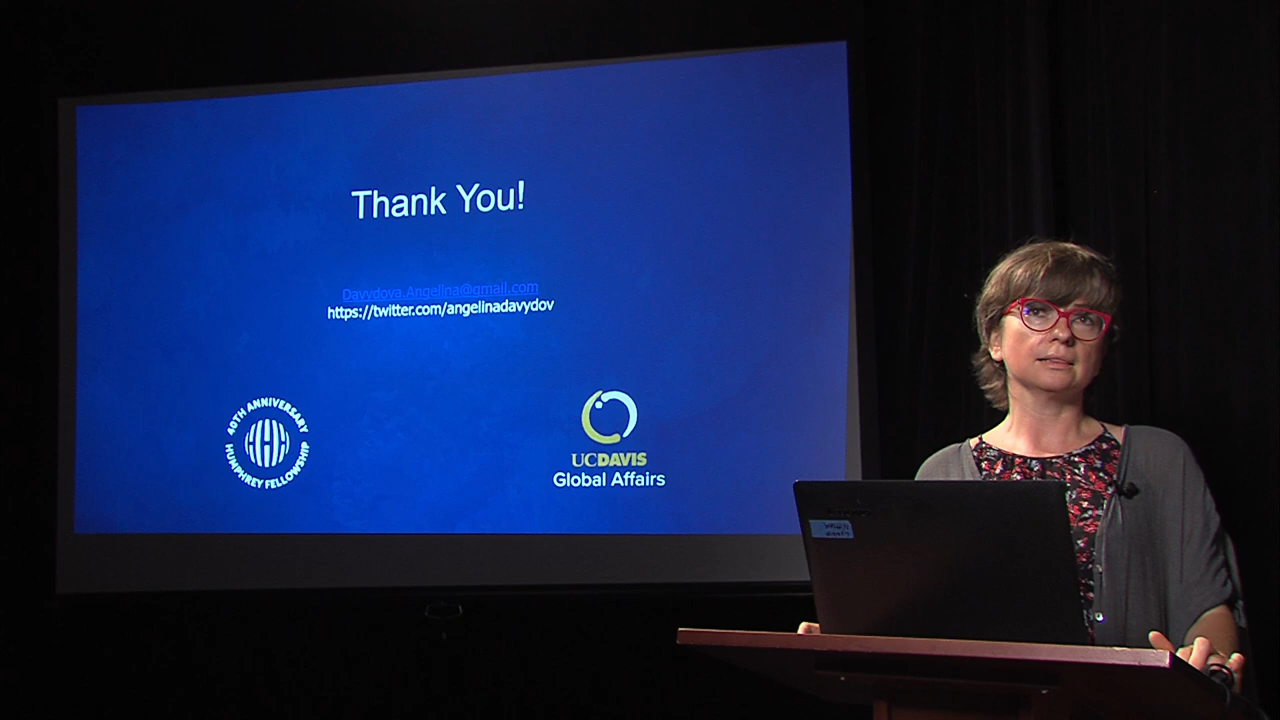 Thank You!
Davydova.Angelina@gmail.com
https://twitter.com/angelinadavydov
40TH ANNIVERSARY
HUMPHREY FELLOWSHIP
UCDAVIS
Global Affairs